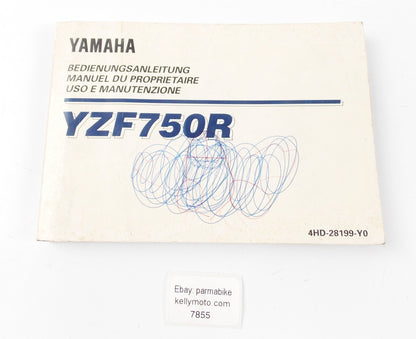 YAMAHA
BEDIENUNGSANLEITUNG
MANUEL DU PROPRIETAIRE
USO E MANUTENZIONE
YZF750R
4HD-28199-Y0
Ebay: parmabike
kellymoto.com
7855